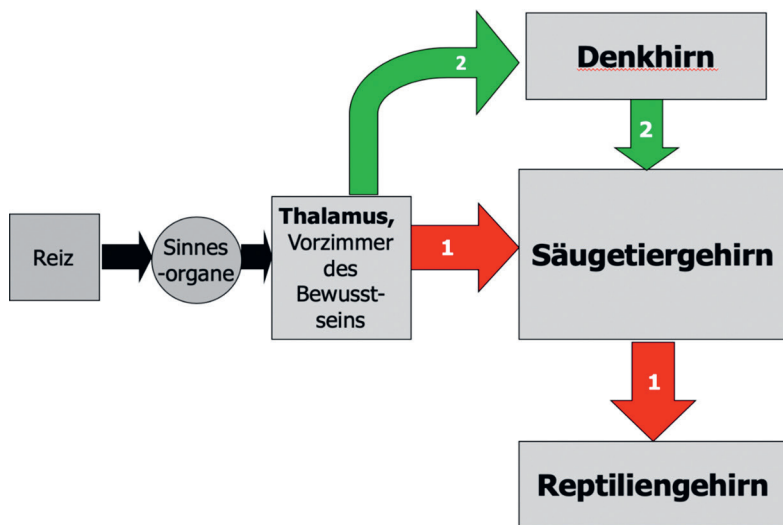 Denkhirn
2
2
Reiz
Sinnes
-organe
Thalamus,
Vorzimmer
des
Bewusst-
seins
1
Säugetiergehirn
1
Reptiliengehirn